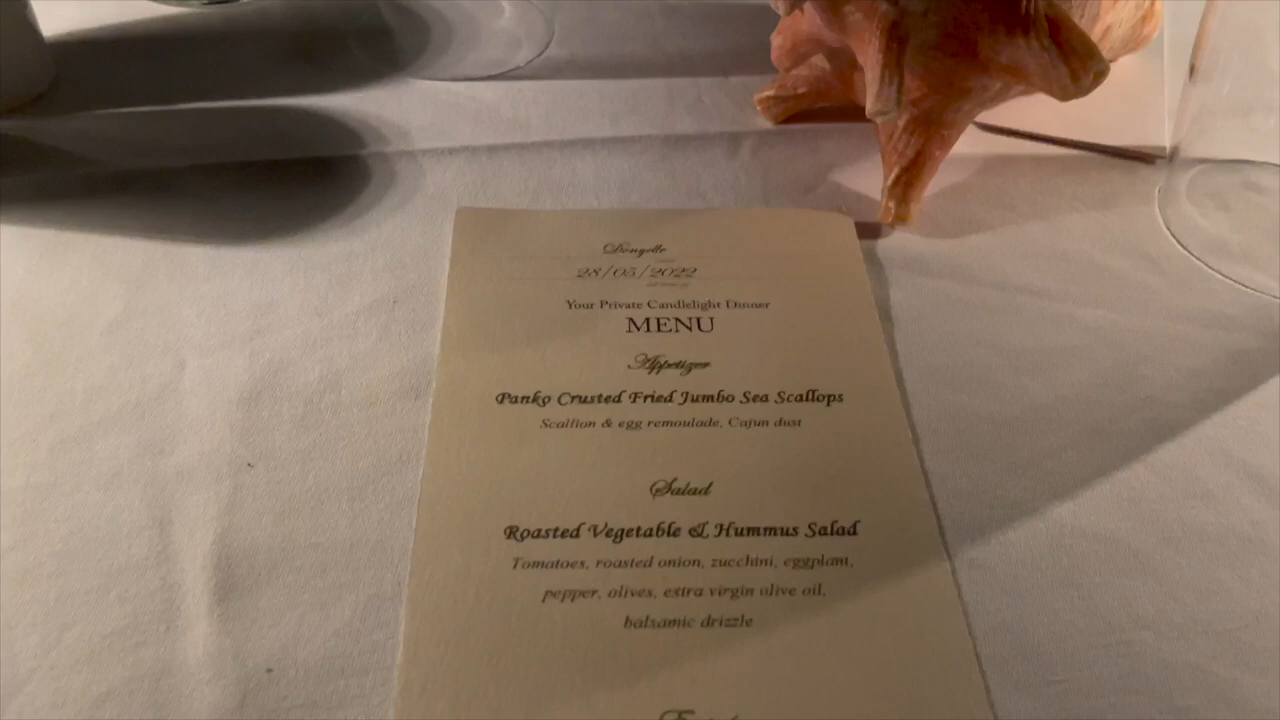 Donyelle
28/05/2022
Your Private Candlelight Dinner
MENU
Appetizer
Panko Crusted Fried Jumbo Sea Scallops
Scallion & egg remoulade, Cajun dust
Salad
Roasted Vegetable & Hummus Salad
Tomatoes, roasted onion, zucchini, eggplant,
pepper, olives, extra virgin olive oil,
balsamic drizzle